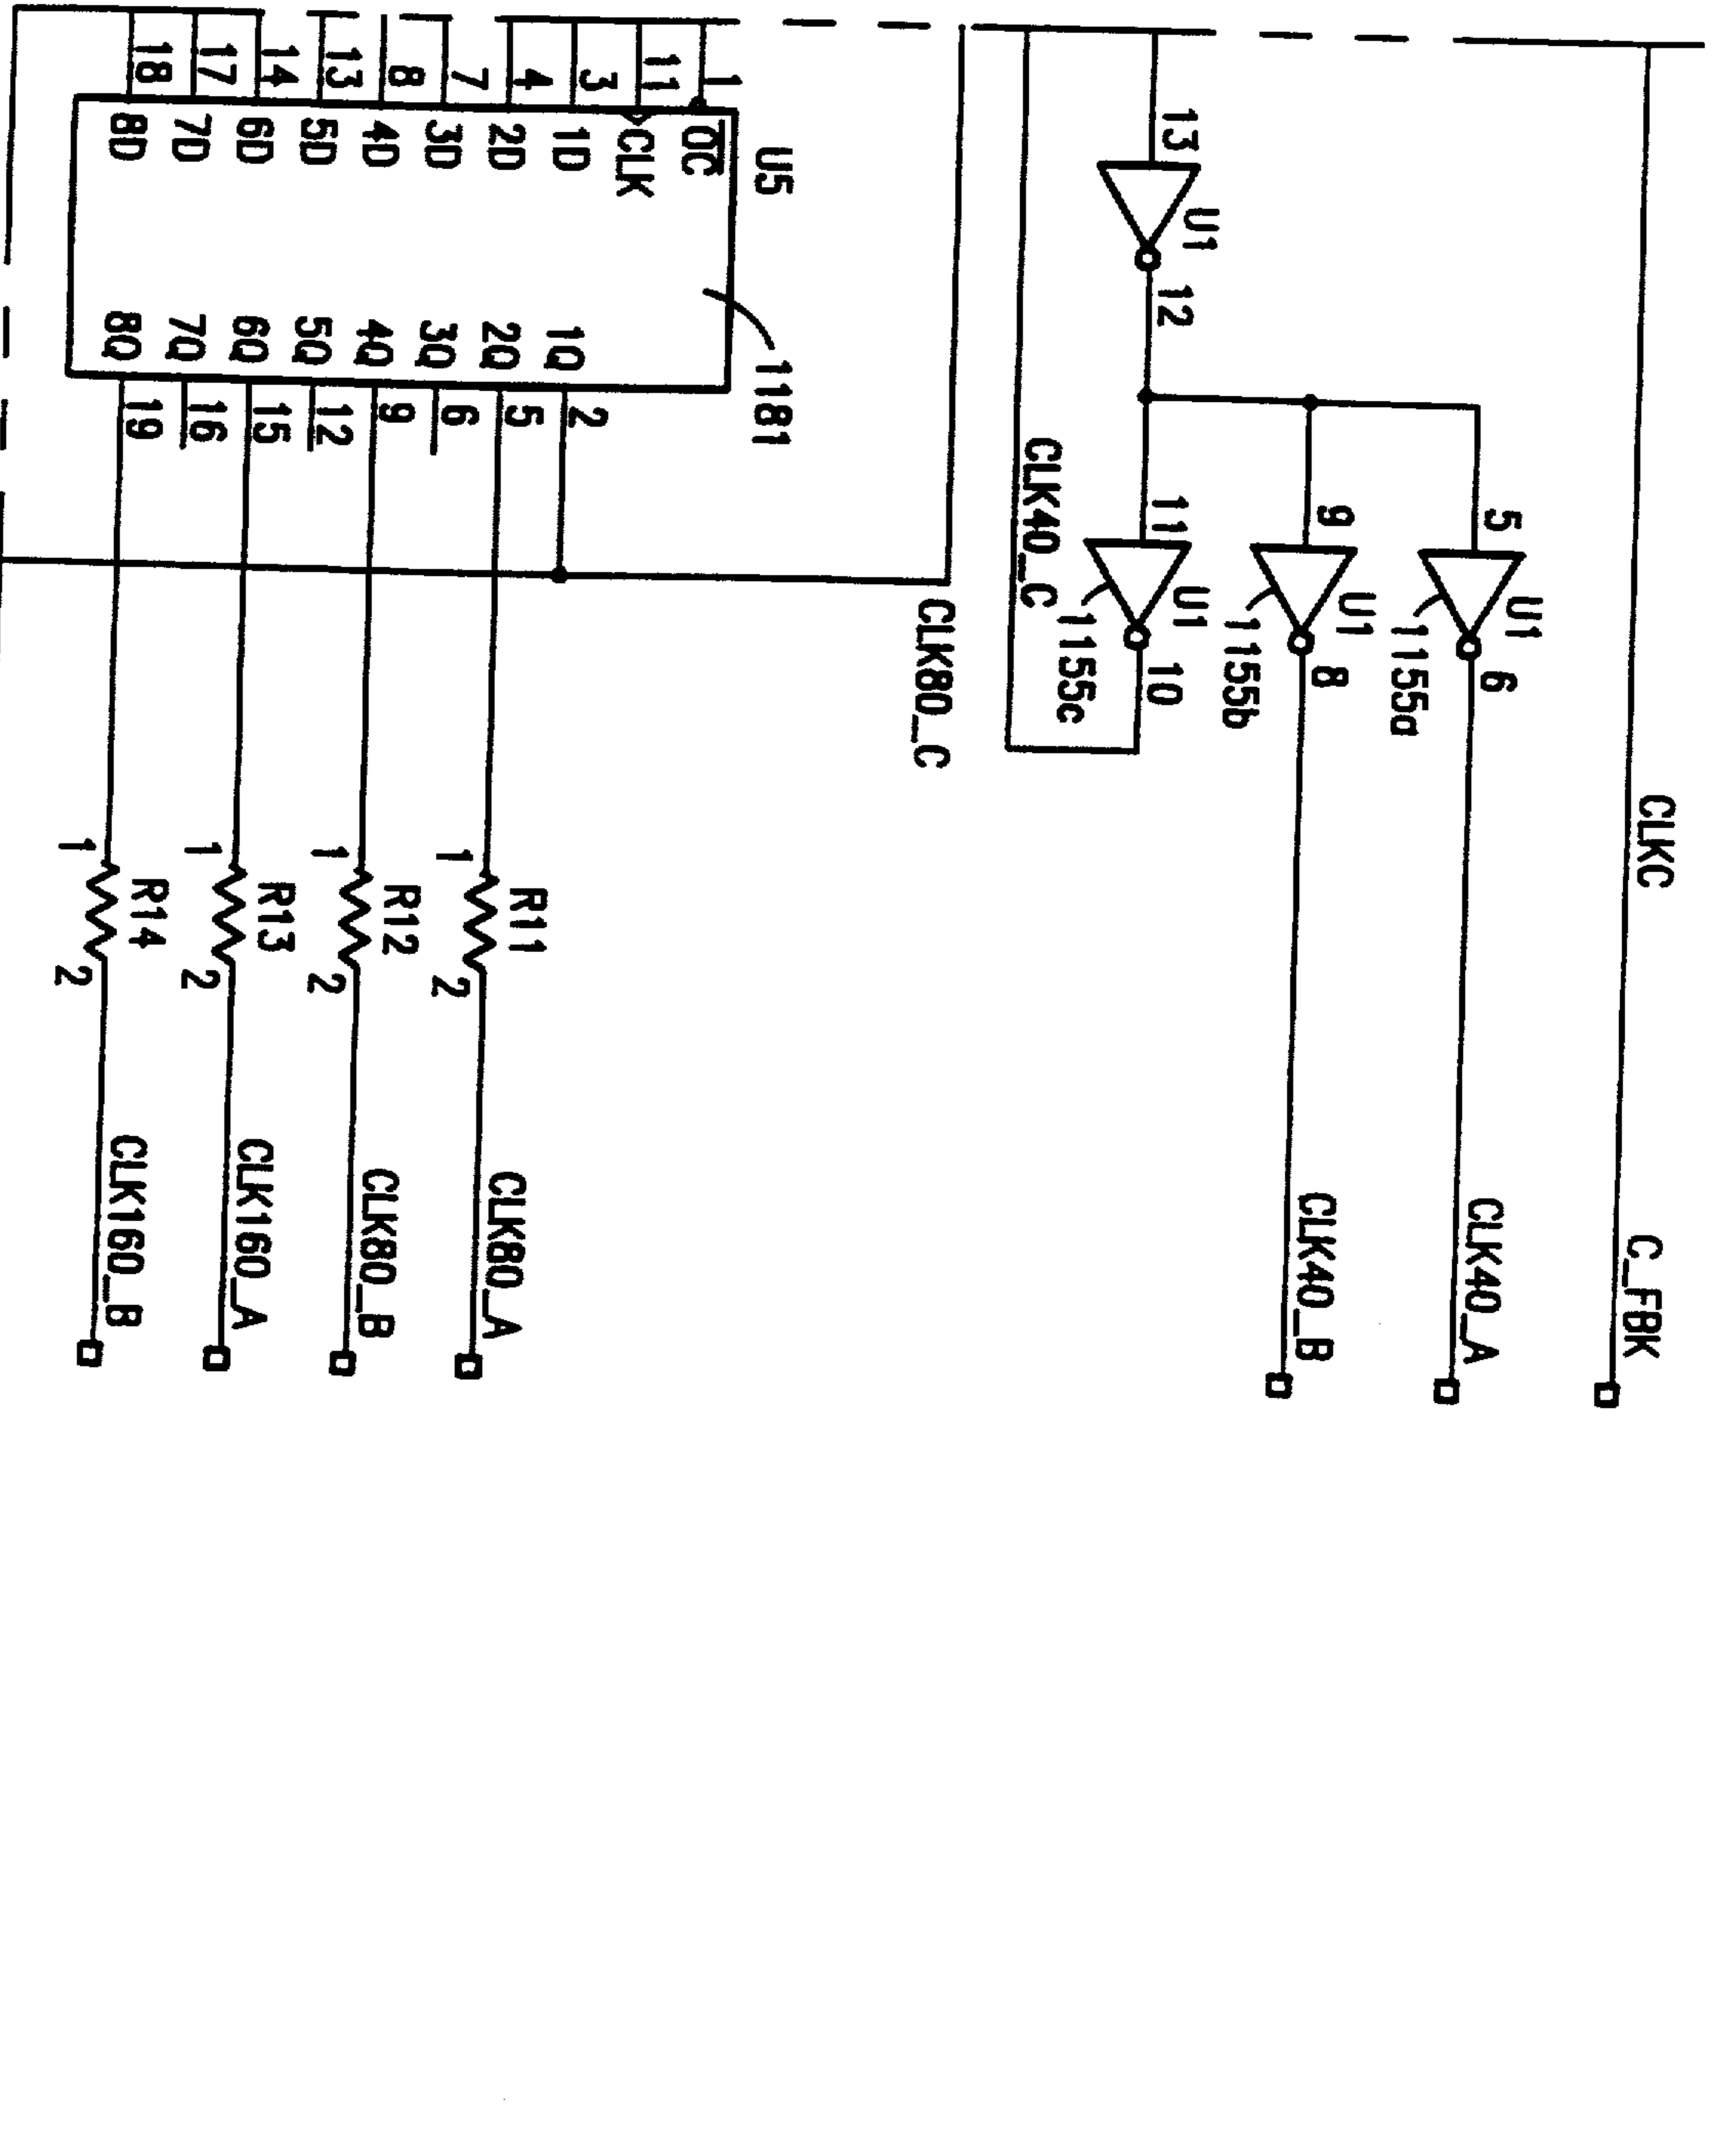 CLKC
C_FBK
5
U1
6
1155a
CLK40_A
9
U1
8
1155b
CLK40_B
13
U1
12
11
U1
10
1155c
CLK40_C
CLK80_C
U5
1181
1
OC
11
CLK
3
1D
1Q
2
4
2D
2Q
5
1
R11
2
CLK80_A
7
3D
3Q
6
8
4D
4Q
9
1
R12
2
CLK80_B
13
5D
5Q
12
14
6D
6Q
15
1
R13
2
CLK160_A
17
7D
7Q
16
18
8D
8Q
19
1
R14
2
CLK160_B